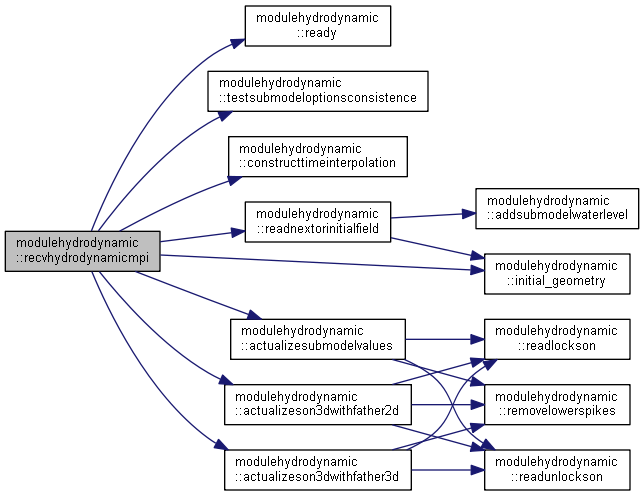 modulehydrodynamic
::ready
modulehydrodynamic
::testsubmodeloptionsconsistence
modulehydrodynamic
::constructtimeinterpolation
modulehydrodynamic
::readnextorinitialfield
modulehydrodynamic
::addsubmodelwaterlevel
modulehydrodynamic
::recvhydrodynamicmpi
modulehydrodynamic
::initial_geometry
modulehydrodynamic
::actualizesubmodelvalues
modulehydrodynamic
::readlockson
modulehydrodynamic
::actualizeson3dwithfather2d
modulehydrodynamic
::removelowerspikes
modulehydrodynamic
::actualizeson3dwithfather3d
modulehydrodynamic
::readunlockson